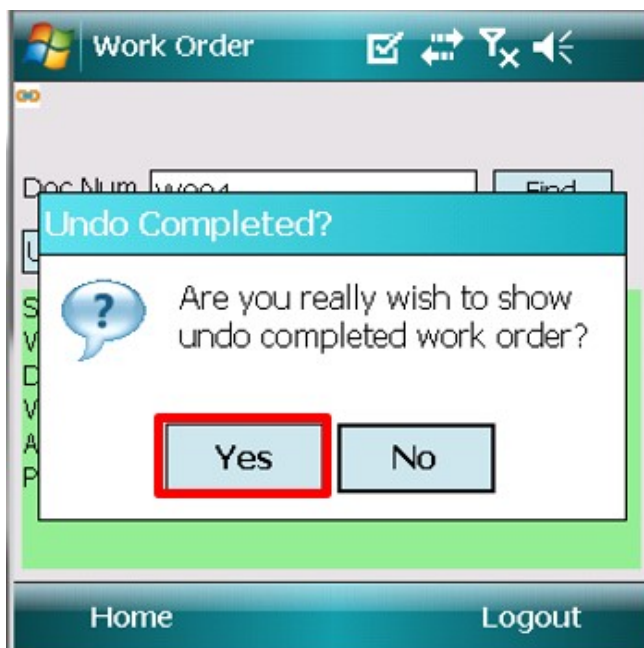 Work Order
Doc Num
Undo Completed?
Are you really wish to show
undo completed work order?
Yes
No
Home
Logout